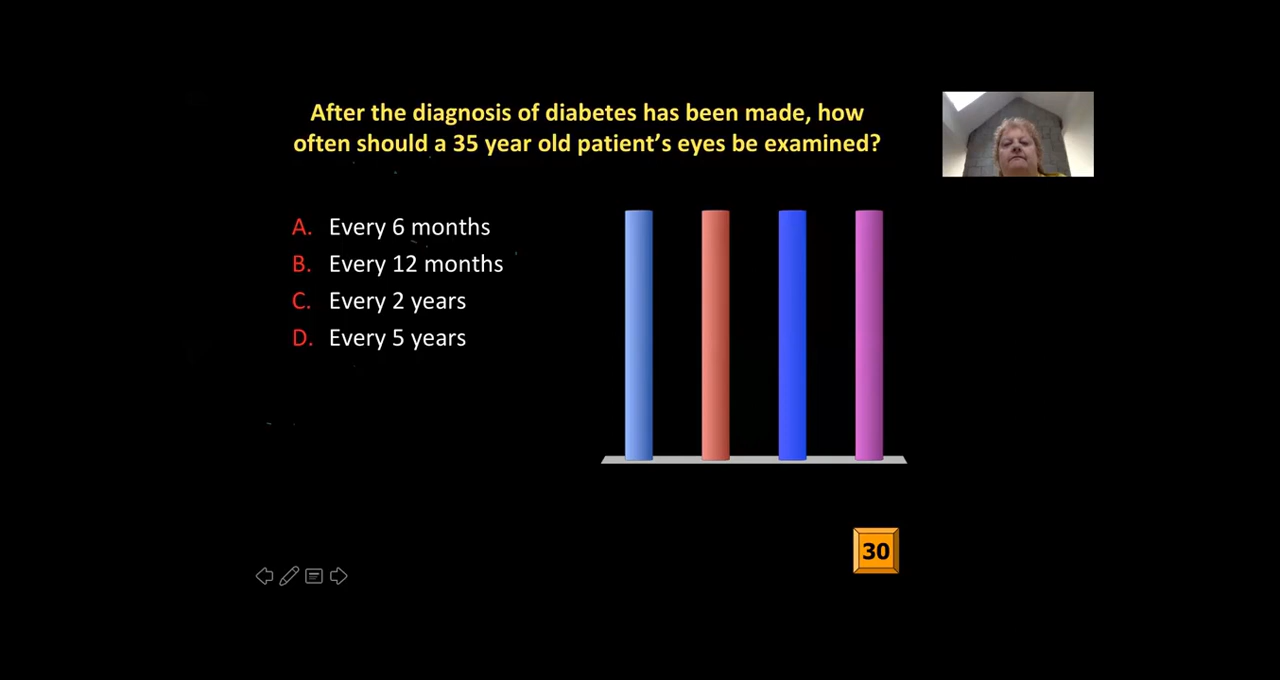 After the diagnosis of diabetes has been made, how
often should a 35 year old patient’s eyes be examined?
A. Every 6 months
B. Every 12 months
C. Every 2 years
D. Every 5 years
30